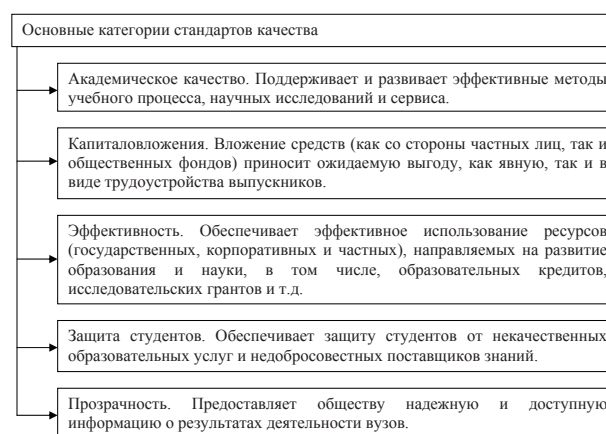 Основные категории стандартов качества
Академическое качество. Поддерживает и развивает эффективные методы
учебного процесса, научных исследований и сервиса.
Капиталовложения. Вложение средств (как со стороны частных лиц, так и
общественных фондов) приносит ожидаемую выгоду, как явную, так и в
виде трудоустройства выпускников.
Эффективность. Обеспечивает эффективное использование ресурсов
(государственных, корпоративных и частных), направляемых на развитие
образования и науки, в том числе, образовательных кредитов,
исследовательских грантов и т.д.
Защита студентов. Обеспечивает защиту студентов от некачественных
образовательных услуг и недобросовестных поставщиков знаний.
Прозрачность. Предоставляет обществу надежную и доступную
информацию о результатах деятельности вузов.